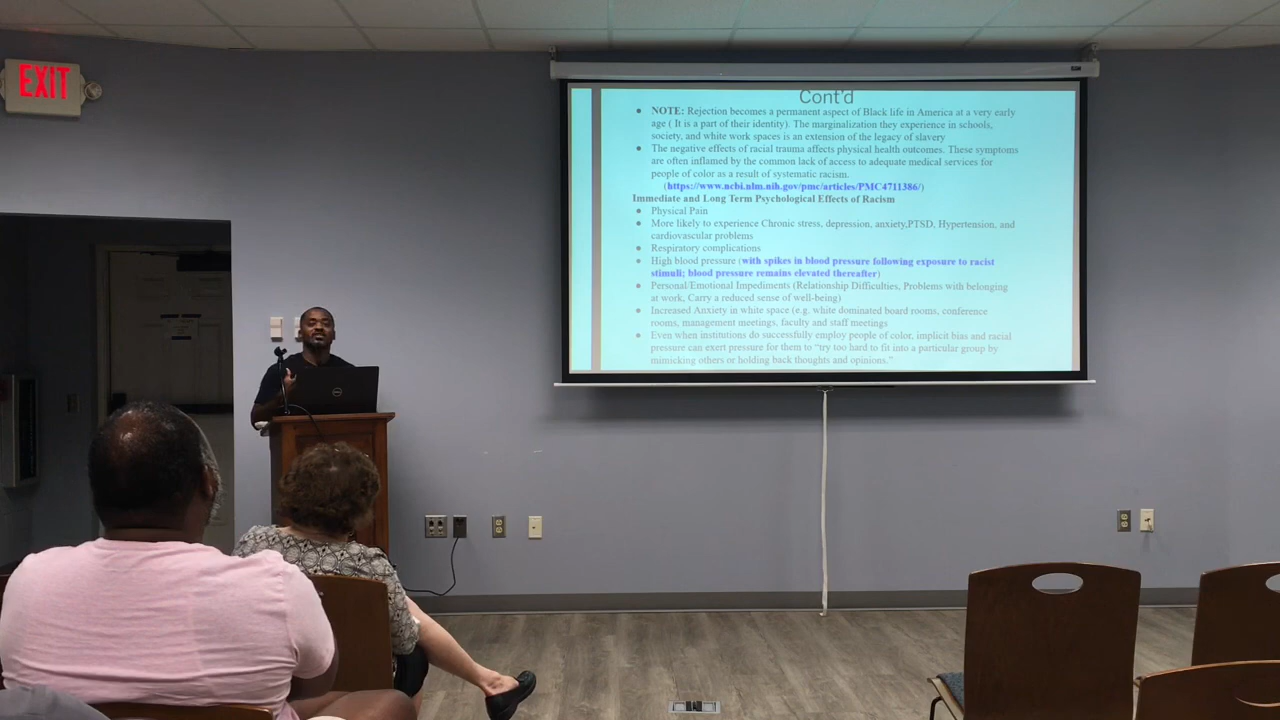 EXIT
Cont'd
● NOTE: Rejection becomes a permanent aspect of Black life in America at a very early
age ( It is a part of their identity). The marginalization they experience in schools,
society, and white work spaces is an extension of the legacy of slavery
● The negative effects of racial trauma affects physical health outcomes. These symptoms
are often inflamed by the common lack of access to adequate medical services for
people of color as a result of systematic racism.
(https://www.ncbi.nlm.nih.gov/pmc/articles/PMC4711386/)
Immediate and Long Term Psychological Effects of Racism
● Physical Pain
● More likely to experience Chronic stress, depression, anxiety,PTSD, Hypertension, and
cardiovascular problems
● Respiratory complications
● High blood pressure (with spikes in blood pressure following exposure to racist
stimuli; blood pressure remains elevated thereafter)
● Personal/Emotional Impediments (Relationship Difficulties, Problems with belonging
at work, Carry a reduced sense of well-being)
● Increased Anxiety in white space (e.g. white dominated board rooms, conference
rooms, management meetings, faculty and staff meetings
● Even when institutions do successfully employ people of color, implicit bias and racial
pressure can exert pressure for them to “try too hard to fit into a particular group by
mimicking others or holding back thoughts and opinions.”
DELL